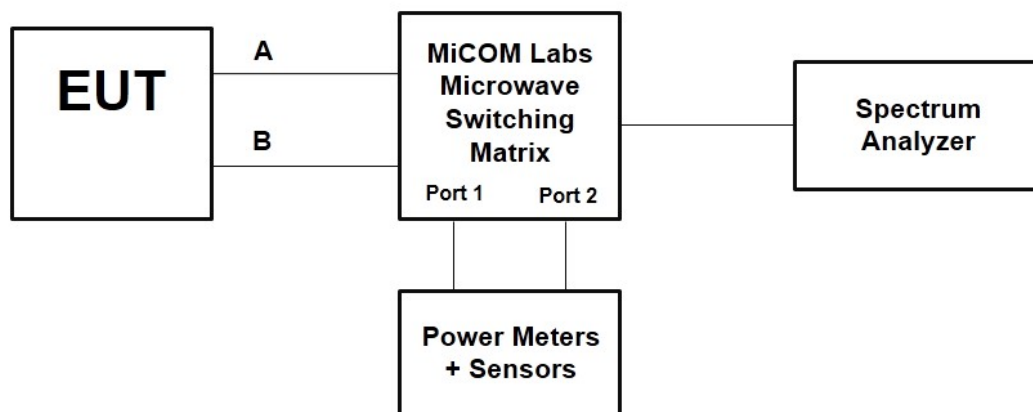 EUT
A
B
MiCOM Labs
Microwave
Switching
Matrix
Port 1
Port 2
Spectrum
Analyzer
Power Meters
+ Sensors